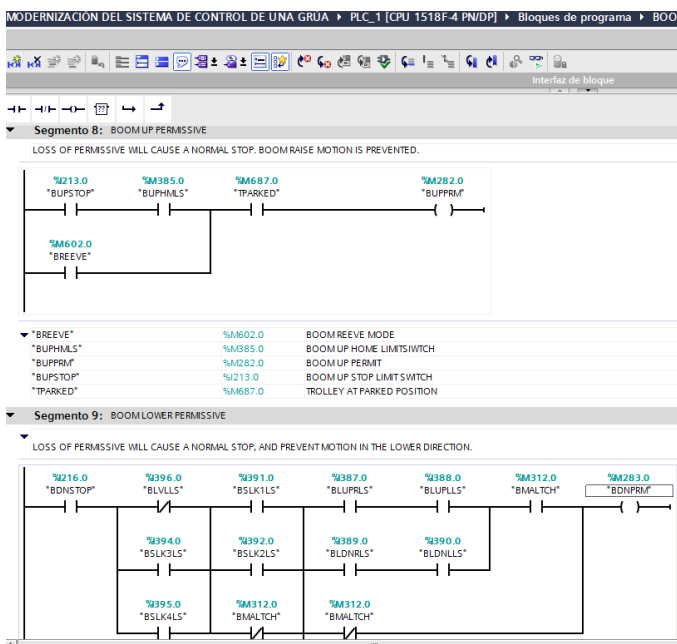 MODERNIZACIÓN DEL SISTEMA DE CONTROL DE UNA GRÚA PLC_1 [CPU 1518F-4 PN/DP] Bloques de programa BOO
Interfaz de bloque
Segmento 8: BOOM UP PERMISSIVE
LOSS OF PERMISSIVE WILL CAUSE A NORMAL STOP. BOOM RAISE MOTION IS PREVENTED.
%I213.0 %M385.0 %M687.0 %M282.0
"BUPSTOP" "BUPHMLS" "TPARKED" "BUPPRM"
%M602.0
"BREEVE"
"BREEVE" %M602.0 BOOM REEVE MODE
"BUPHMLS" %M385.0 BOOM UP HOME LIMITSIWTCH
"BUPPRM" %M282.0 BOOM UP PERMIT
"BUPSTOP" %I213.0 BOOM UP STOP LIMIT SWITCH
"TPARKED" %M687.0 TROLLEY AT PARKED POSITION
Segmento 9: BOOM LOWER PERMISSIVE
LOSS OF PERMISSIVE WILL CAUSE A NORMAL STOP, AND PREVENT MOTION IN THE LOWER DIRECTION.
%I216.0 %I396.0 %I391.0 %I387.0 %I388.0 %M312.0 %M283.0
"BDNSTOP" "BLVLLS" "BSLK1LS" "BLUPRLS" "BLUPLLS" "BMALTCH" "BDNPRM"
%I394.0 %I392.0 %I389.0 %I390.0
"BSLK3LS" "BSLK2LS" "BLDNRLS" "BLDNLLS"
%I395.0 %M312.0 %M312.0
"BSLK4LS" "BMALTCH" "BMALTCH"